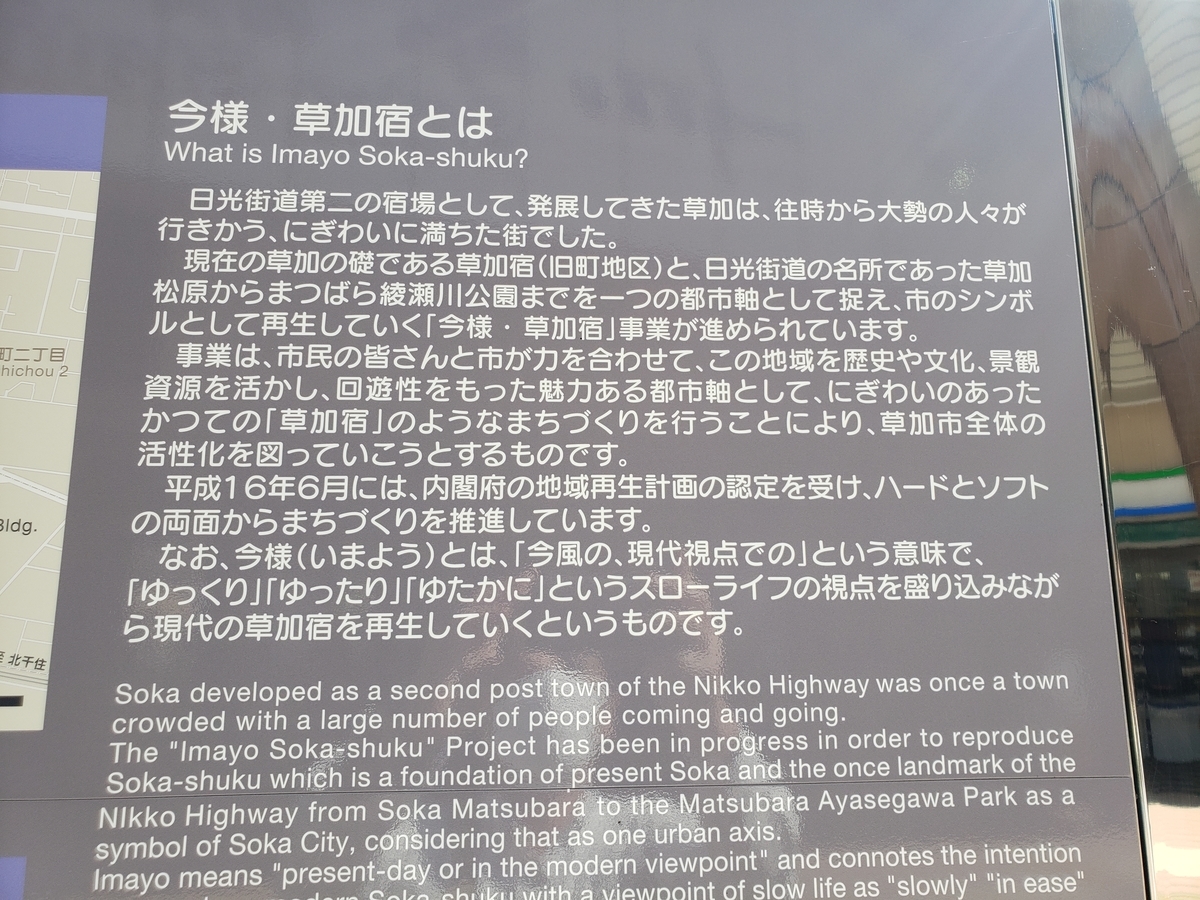 今様・草加宿とは
What is Imayo Soka-shuku?
日光街道第二の宿場として、発展してきた草加は、往時から大勢の人々が
行きかう、にぎわいに満ちた街でした。
現在の草加の礎である草加宿(旧町地区)と、日光街道の名所であった草加
松原からまつばら綾瀬川公園までを一つの都市軸として捉え、市のシンボ
ルとして再生していく「今様・草加宿」事業が進められています。
事業は、市民の皆さんと市が力を合わせて、この地域を歴史や文化、景観
資源を活かし、回遊性をもった魅力ある都市軸として、にぎわいのあった
かつての「草加宿」のようなまちづくりを行うことにより、草加市全体の
活性化を図っていこうとするものです。
平成16年6月には、内閣府の地域再生計画の認定を受け、ハードとソフト
の両面からまちづくりを推進しています。
なお、今様(いまよう)とは、「今風の、現代視点での」という意味で、
「ゆっくり」「ゆったり」「ゆたかに」というスローライフの視点を盛り込みなが
ら現代の草加宿を再生していくというものです。
Soka developed as a second post town of the Nikko Highway was once a town
crowded with a large number of people coming and going.
The "Imayo Soka-shuku" Project has been in progress in order to reproduce
Soka-shuku which is a foundation of present Soka and the once landmark of the
NIkko Highway from Soka Matsubara to the Matsubara Ayasegawa Park as a
symbol of Soka City, considering that as one urban axis.
Imayo means "present-day or in the modern viewpoint" and connotes the intention
modern Soka-shuku with a viewpoint of slow life as "slowly" "in ease"
町二丁目
hichou 2
Bldg.
北千住